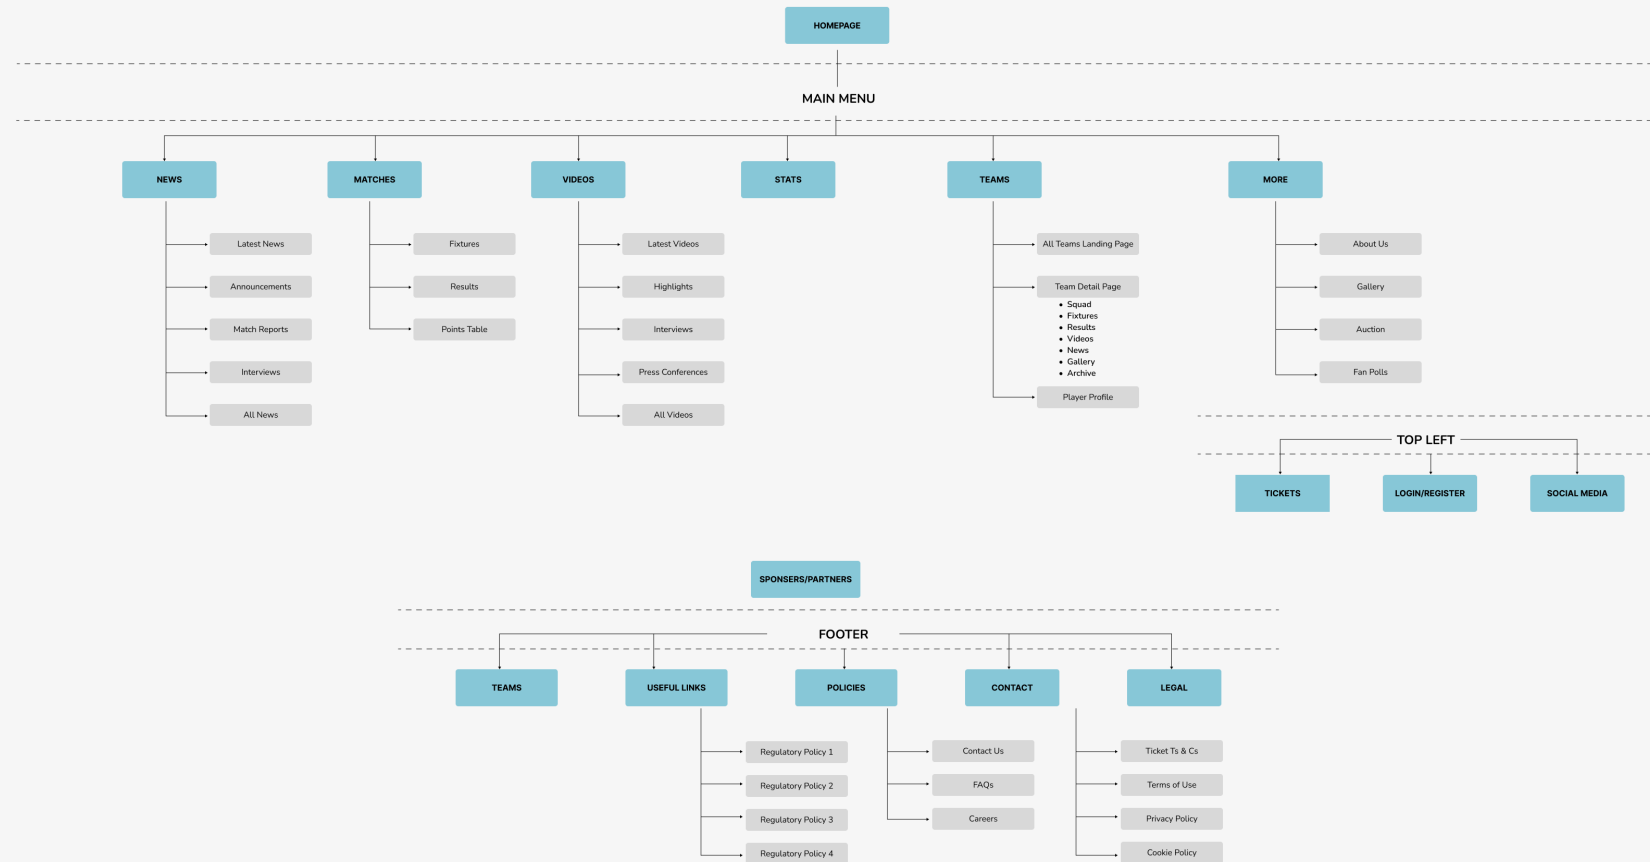 HOMEPAGE
MAIN MENU
NEWS
MATCHES
VIDEOS
STATS
TEAMS
MORE
Latest News
Announcements
Match Reports
Interviews
All News
Fixtures
Results
Points Table
Latest Videos
Highlights
Interviews
Press Conferences
All Videos
All Teams Landing Page
Team Detail Page
• Squad
• Fixtures
• Results
• Videos
• News
• Gallery
• Archive
Player Profile
About Us
Gallery
Auction
Fan Polls
TOP LEFT
TICKETS
LOGIN/REGISTER
SOCIAL MEDIA
SPONSERS/PARTNERS
FOOTER
TEAMS
USEFUL LINKS
POLICIES
CONTACT
LEGAL
Regulatory Policy 1
Regulatory Policy 2
Regulatory Policy 3
Regulatory Policy 4
Contact Us
FAQs
Careers
Ticket Ts & Cs
Terms of Use
Privacy Policy
Cookie Policy